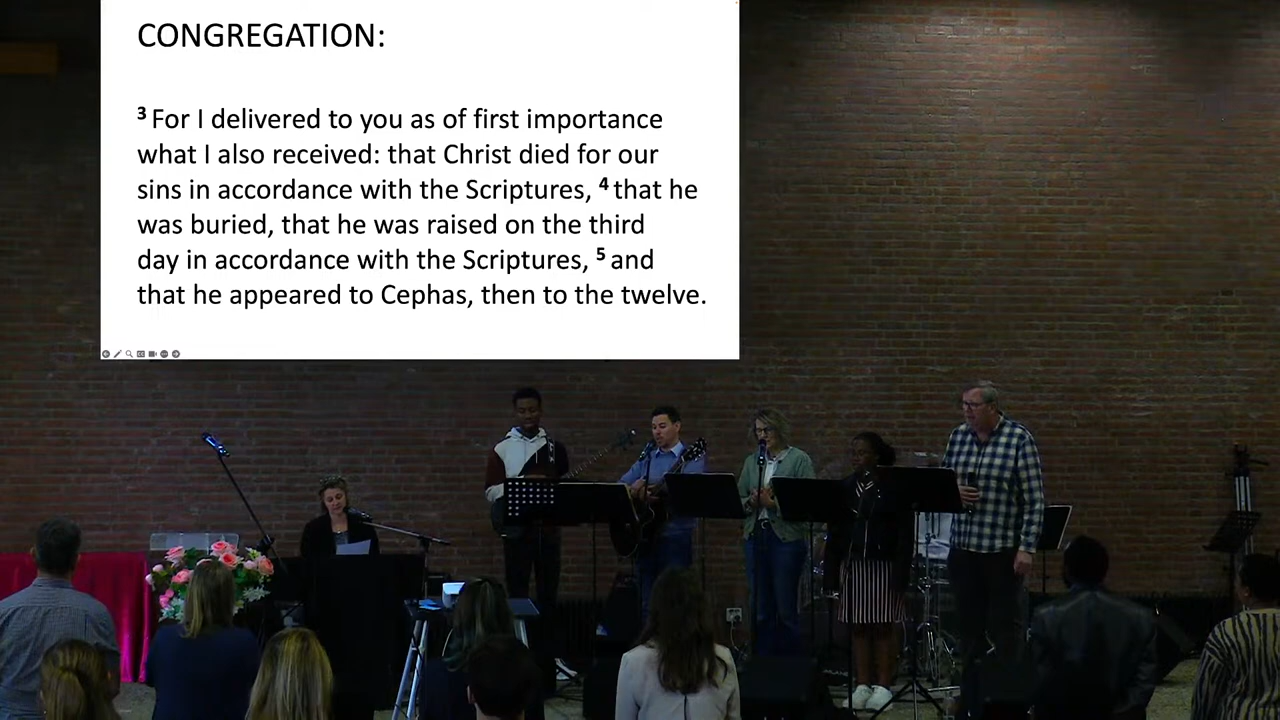 CONGREGATION:
³ For I delivered to you as of first importance
what I also received: that Christ died for our
sins in accordance with the Scriptures, ⁴ that he
was buried, that he was raised on the third
day in accordance with the Scriptures, ⁵ and
that he appeared to Cephas, then to the twelve.